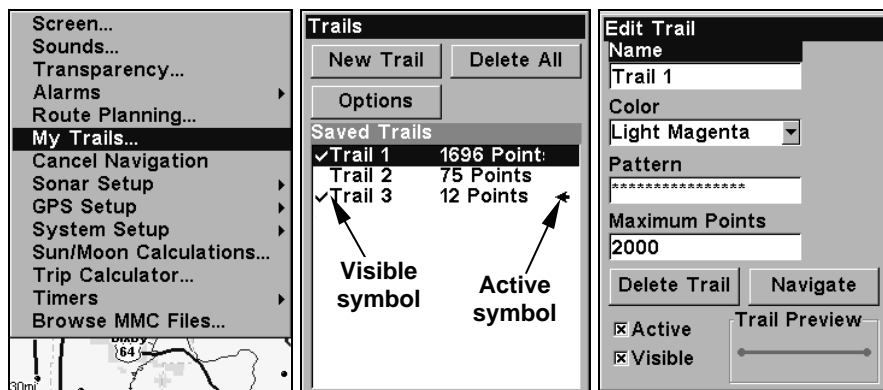 Screen...
Sounds...
Transparency...
Alarms
Route Planning...
My Trails...
Cancel Navigation
Sonar Setup
GPS Setup
System Setup
Sun/Moon Calculations...
Trip Calculator...
Timers
Browse MMC Files...
Bixby
64
30mi
Trails
New Trail Delete All
Options
Saved Trails
Trail 1 1696 Point
Trail 2 75 Points
Trail 3 12 Points
Visible
symbol
Active
symbol
Edit Trail
Name
Trail 1
Color
Light Magenta
Pattern
****************
Maximum Points
2000
Delete Trail Navigate
Active
Visible
Trail Preview